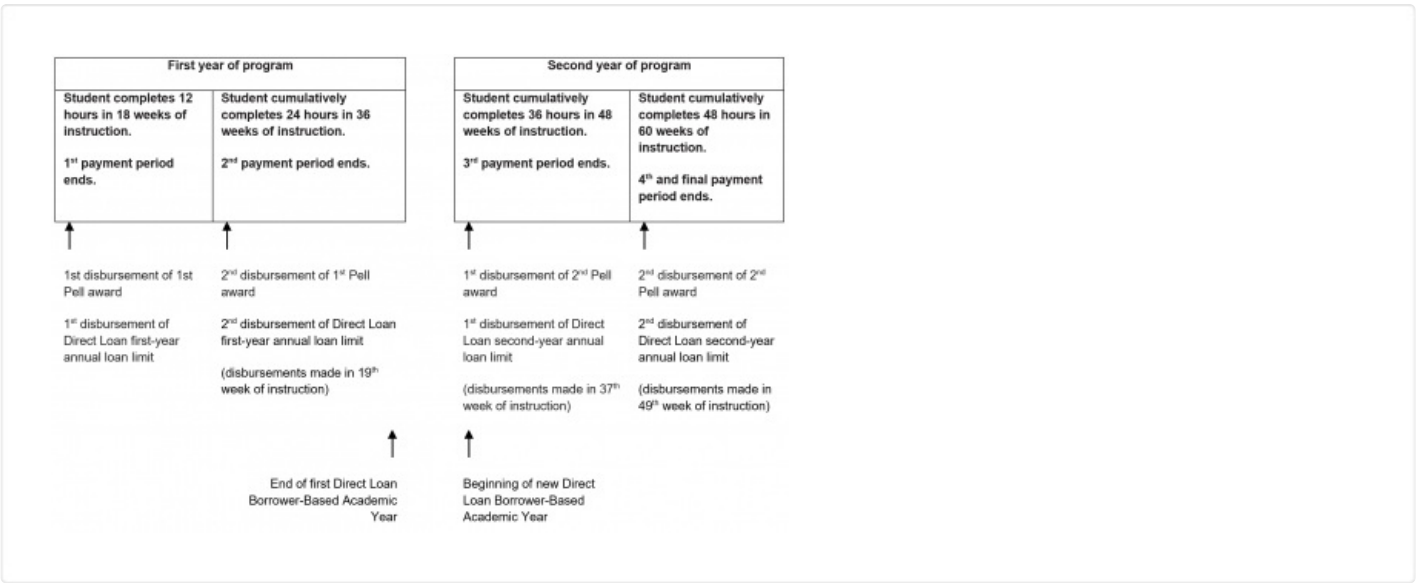 First year of program
Student completes 12
hours in 18 weeks of
instruction.
1st payment period
ends.
Student cumulatively
completes 24 hours in 36
weeks of instruction.
2nd payment period ends.
Second year of program
Student cumulatively
completes 36 hours in 48
weeks of instruction.
3rd payment period ends.
Student cumulatively
completes 48 hours in
60 weeks of
instruction.
4th and final payment
period ends.
1st disbursement of 1st
Pell award
1st disbursement of
Direct Loan first-year
annual loan limit
2nd disbursement of 1st Pell
award
2nd disbursement of Direct Loan
first-year annual loan limit
(disbursements made in 19th
week of instruction)
1st disbursement of 2nd Pell
award
1st disbursement of Direct
Loan second-year annual
loan limit
(disbursements made in 37th
week of instruction)
2nd disbursement of 2nd
Pell award
2nd disbursement of
Direct Loan second-year
annual loan limit
(disbursements made in
49th week of instruction)
End of first Direct Loan
Borrower-Based Academic
Year
Beginning of new Direct
Loan Borrower-Based
Academic Year